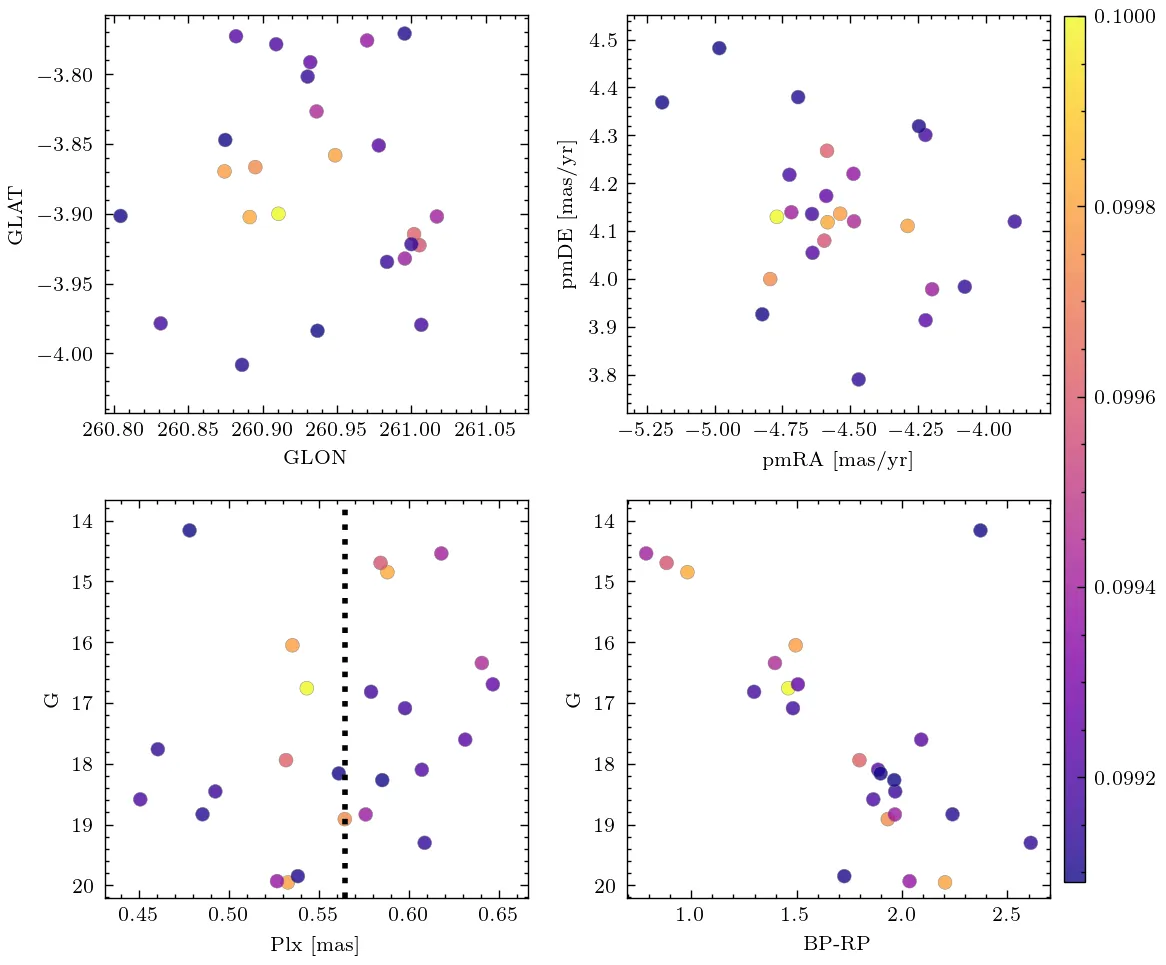 −3.80
−3.85
−3.90
−3.95
−4.00
GLAT
260.80 260.85 260.90 260.95 261.00 261.05
GLON
4.5
4.4
4.3
4.2
4.1
4.0
3.9
3.8
pmDE [mas/yr]
−5.25 −5.00 −4.75 −4.50 −4.25 −4.00
pmRA [mas/yr]
0.1000
0.0998
0.0996
0.0994
0.0992
14
15
16
17
18
19
20
G
0.45 0.50 0.55 0.60 0.65
Plx [mas]
14
15
16
17
18
19
20
G
1.0 1.5 2.0 2.5
BP-RP